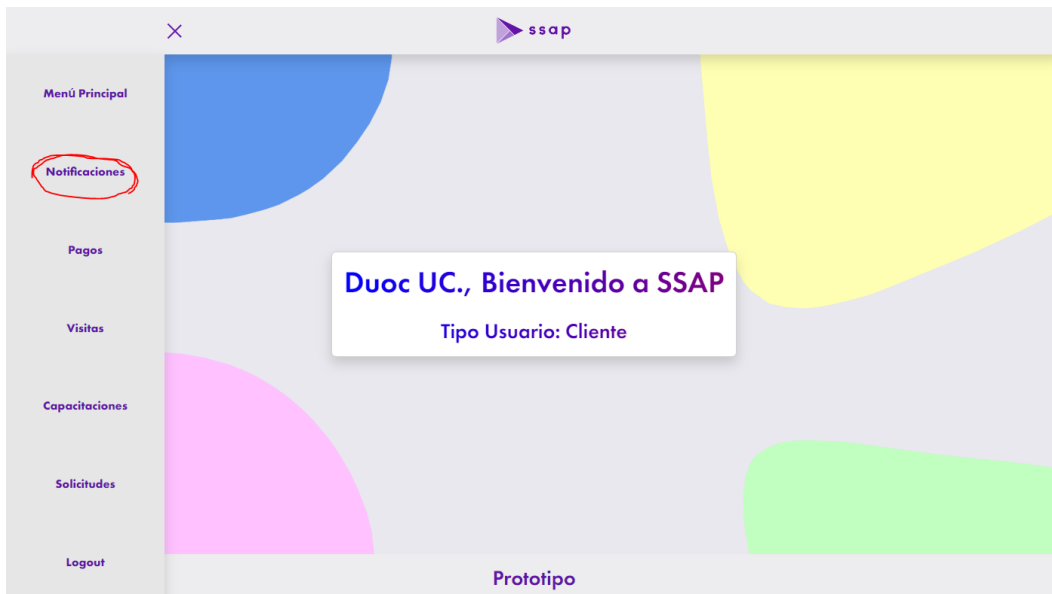 ssap
Menú Principal
Notificaciones
Pagos
Visitas
Capacitaciones
Solicitudes
Logout
Duoc UC., Bienvenido a SSAP
Tipo Usuario: Cliente
Prototipo